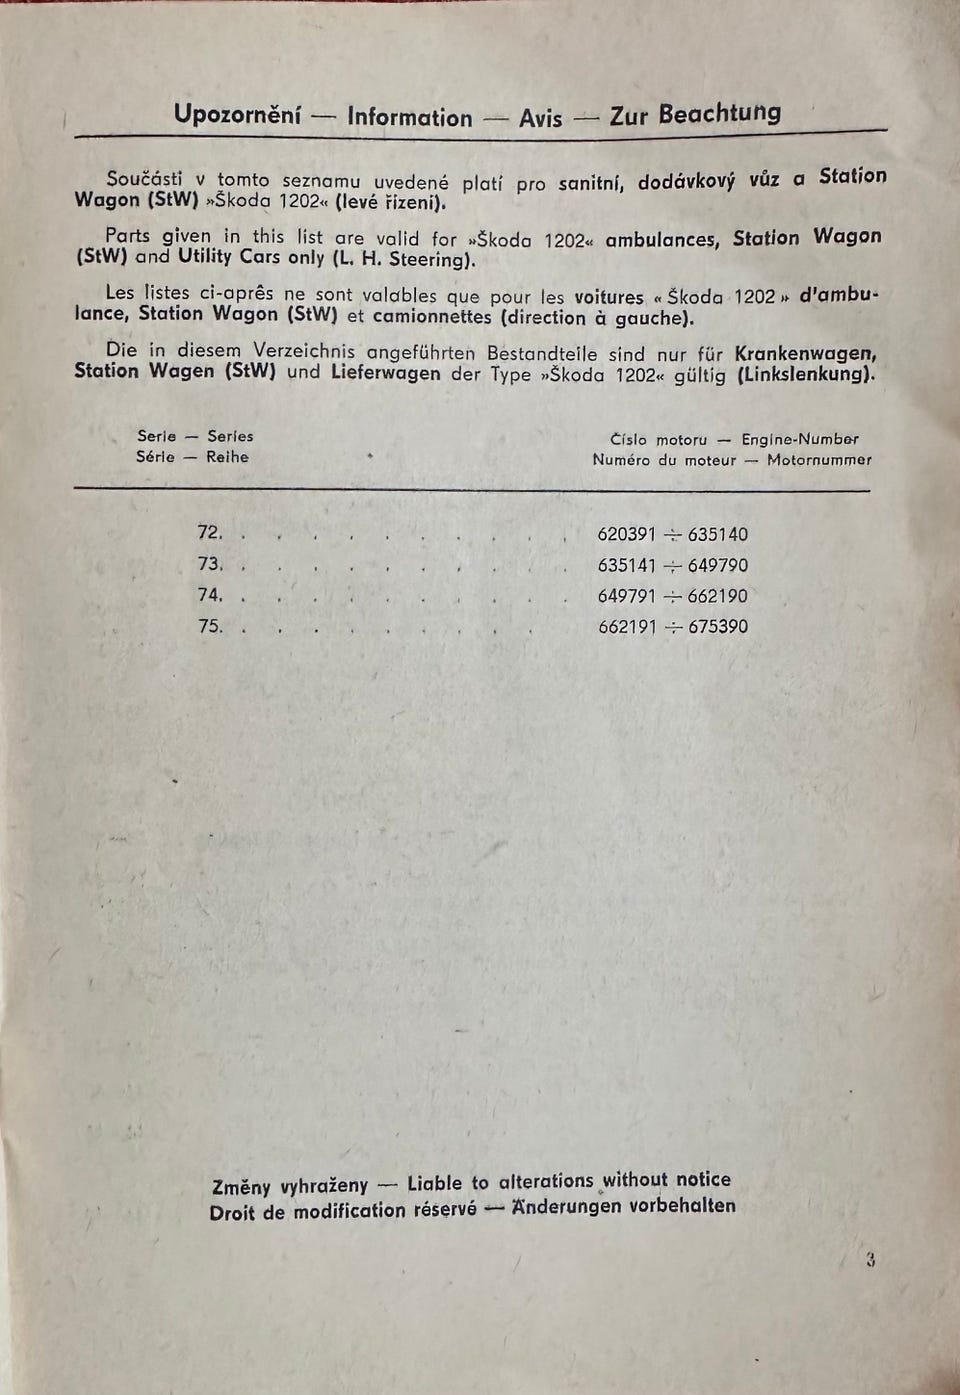 Upozornění — Information — Avis — Zur Beachtung
Součásti v tomto seznamu uvedené platí pro sanitní, dodávkový vůz a Station
Wagon (StW) »Škoda 1202« (levé řízení).
Parts given in this list are valid for »Škoda 1202« ambulances, Station Wagon
(StW) and Utility Cars only (L. H. Steering).
Les listes ci-après ne sont valables que pour les voitures «Škoda 1202» d'ambu-
lance, Station Wagon (StW) et camionnettes (direction à gauche).
Die in diesem Verzeichnis angeführten Bestandteile sind nur für Krankenwagen,
Station Wagen (StW) und Lieferwagen der Type »Škoda 1202« gültig (Linkslenkung).
Serie — Series
Série — Reihe
Číslo motoru — Engine-Number
Numéro du moteur — Motornummer
72. . . . . . . . . . . 620391 ÷ 635140
73. . . . . . . . . . . 635141 ÷ 649790
74. . . . . . . . . . . 649791 ÷ 662190
75. . . . . . . . . . 662191 ÷ 675390
Změny vyhraženy — Liable to alterations without notice
Droit de modification réservé — Änderungen vorbehalten
3